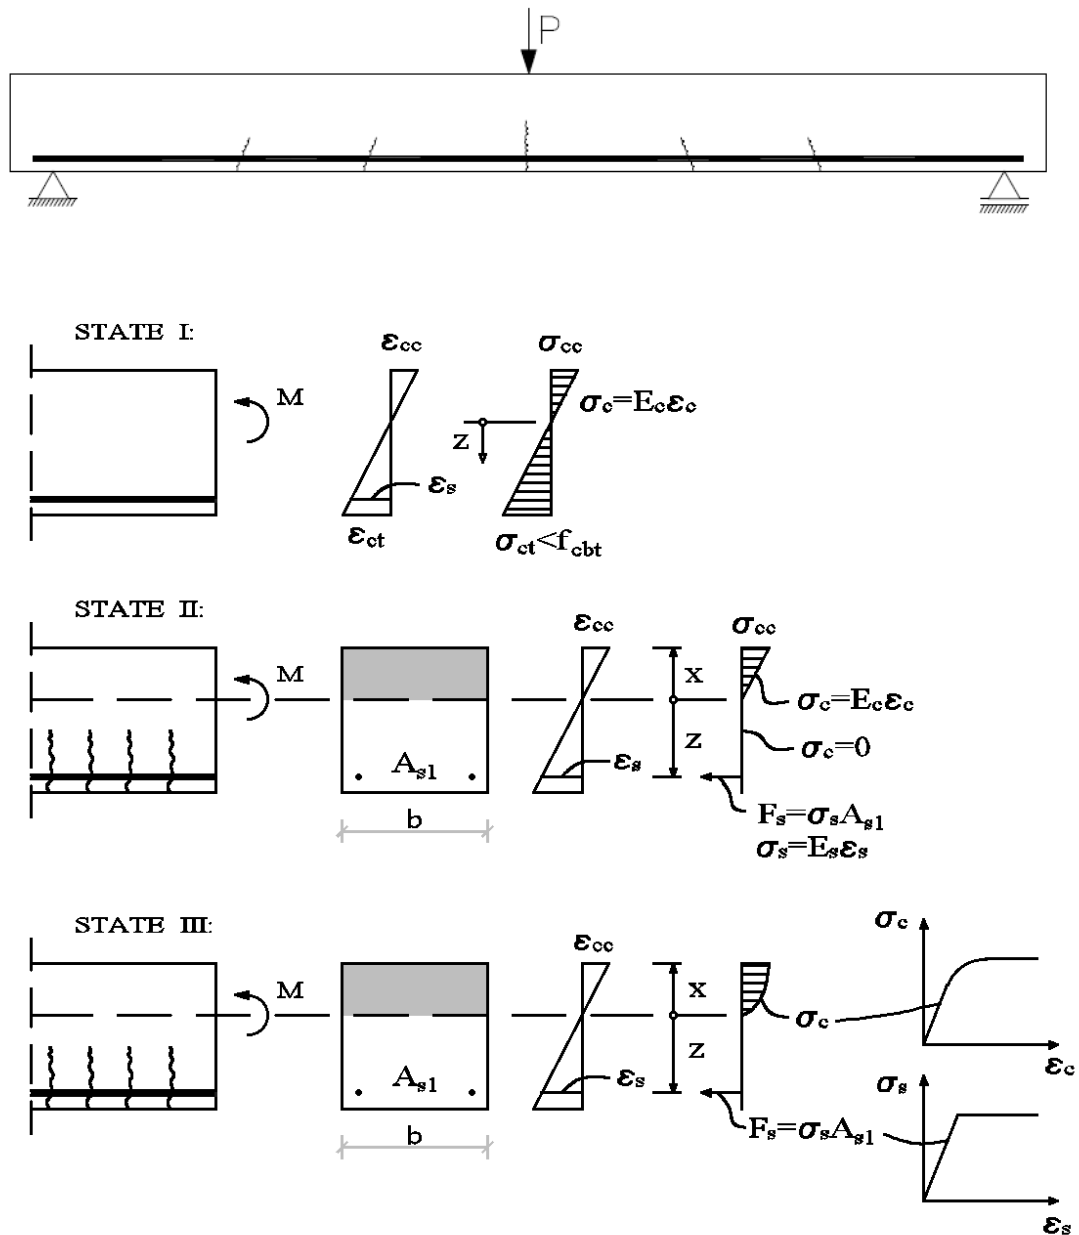 P
STATE I:
M
εcc
εs
εct
σcc
σc=Ecεc
z
σct<fcbt
STATE II:
M
As1
b
εcc
εs
x
z
σcc
σc=Ecεc
σc=0
Fs=σsAs1
σs=Esεs
STATE III:
M
As1
b
εcc
εs
x
z
σc
Fs=σsAs1
σc
εc
σs
εs